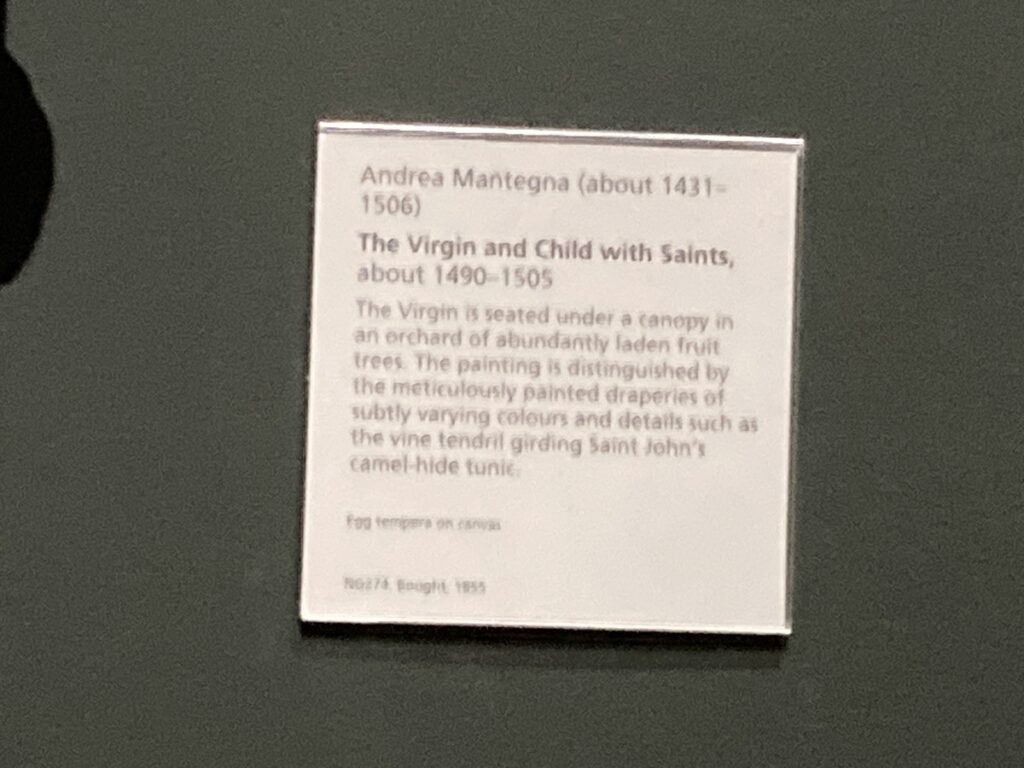 Andrea Mantegna (about 1431–
1506)
The Virgin and Child with Saints,
about 1490–1505
The Virgin is seated under a canopy in
an orchard of abundantly laden fruit
trees. The painting is distinguished by
the meticulously painted draperies of
subtly varying colours and details such as
the vine tendril girding Saint John's
camel-hide tunic.
Egg tempera on canvas
NG274. Bought, 1855